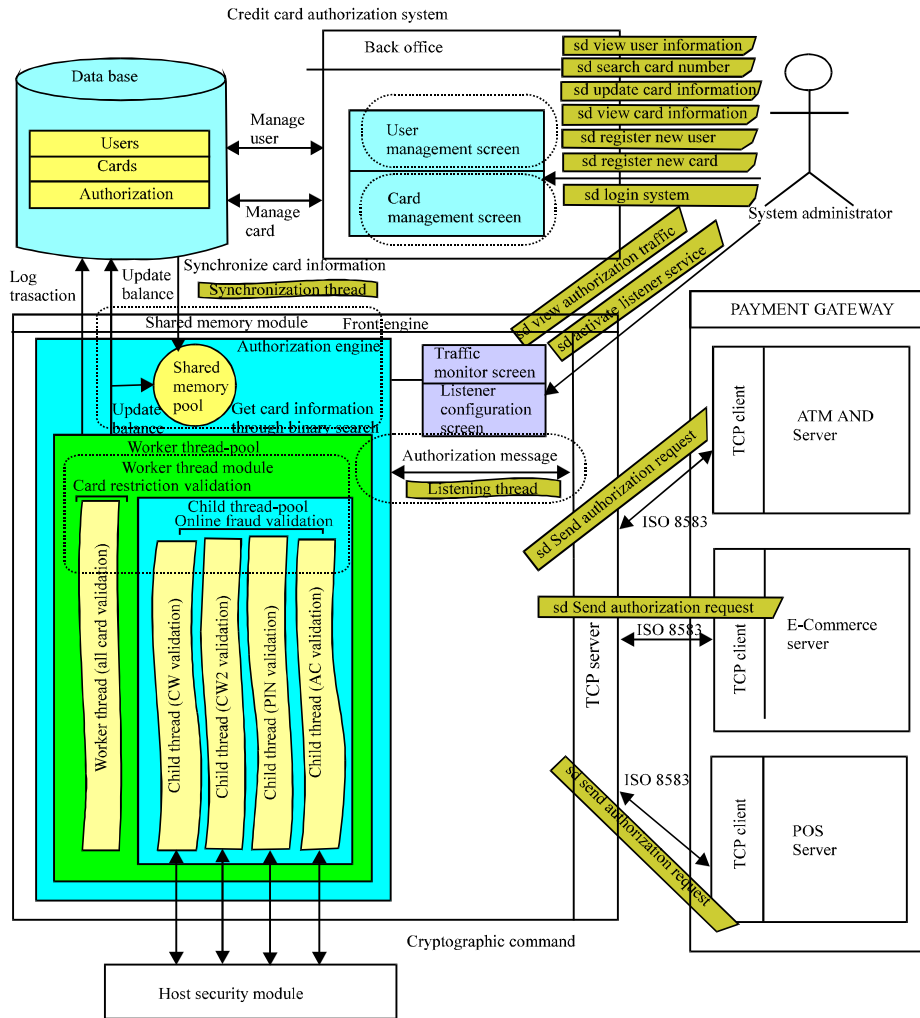 Credit card authorization system
Data base
Users
Cards
Authorization
Manage
user
Manage
card
Back office
User
management screen
Card
management screen
sd view user information
sd search card number
sd update card information
sd view card information
sd register new user
sd register new card
sd login system
System administrator
Log
trasaction
Update
balance
Synchronize card information
Synchronization thread
sd view authorization traffic
sd activate listener service
Shared memory module
Front engine
Authorization engine
Shared
memory
pool
Update
balance
Get card information
through binary search
Traffic
monitor screen
Listener
configuration
screen
Worker thread-pool
Worker thread module
Card restriction validation
Child thread-pool
Online fraud validation
Worker thread (all card validation)
Child thread (CW validation)
Child thread (CW2 validation)
Child thread (PIN validation)
Child thread (AC validation)
Authorization message
Listening thread
TCP server
PAYMENT GATEWAY
sd Send authorization request
ISO 8583
TCP client
ATM AND
Server
sd Send authorization request
ISO 8583
TCP client
E-Commerce
server
sd send authorization request
ISO 8583
TCP client
POS
Server
Cryptographic command
Host security module